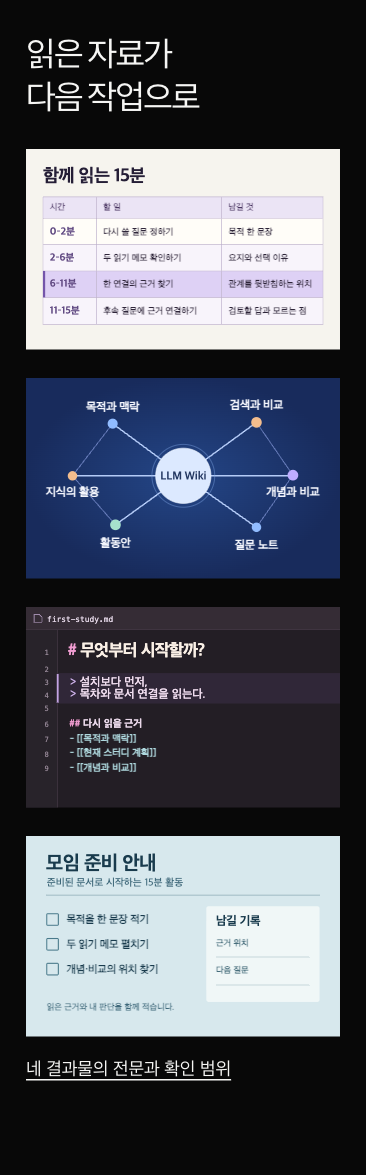 읽은 자료가
다음 작업으로
함께 읽는 15분
시간 할 일 남길 것
0-2분 다시 쓸 질문 정하기 목적 한 문장
2-6분 두 읽기 메모 확인하기 요지와 선택 이유
6-11분 한 연결의 근거 찾기 관계를 뒷받침하는 위치
11-15분 후속 질문에 근거 연결하기 검토할 답과 모르는 점
목적과 맥락 검색과 비교
LLM Wiki
지식의 활용 개념과 비교
활동안 질문 노트
first-study.md
1 # 무엇부터 시작할까?
2
3 > 설치보다 먼저,
4 > 목차와 문서 연결을 읽는다.
5
6 ## 다시 읽을 근거
7 - [[목적과 맥락]]
8 - [[현재 스터디 계획]]
9 - [[개념과 비교]]
모임 준비 안내
준비된 문서로 시작하는 15분 활동
목적을 한 문장 적기
두 읽기 메모 펼치기
개념·비교의 위치 찾기
남길 기록
근거 위치
다음 질문
읽은 근거와 내 판단을 함께 적습니다.
네 결과물의 전문과 확인 범위